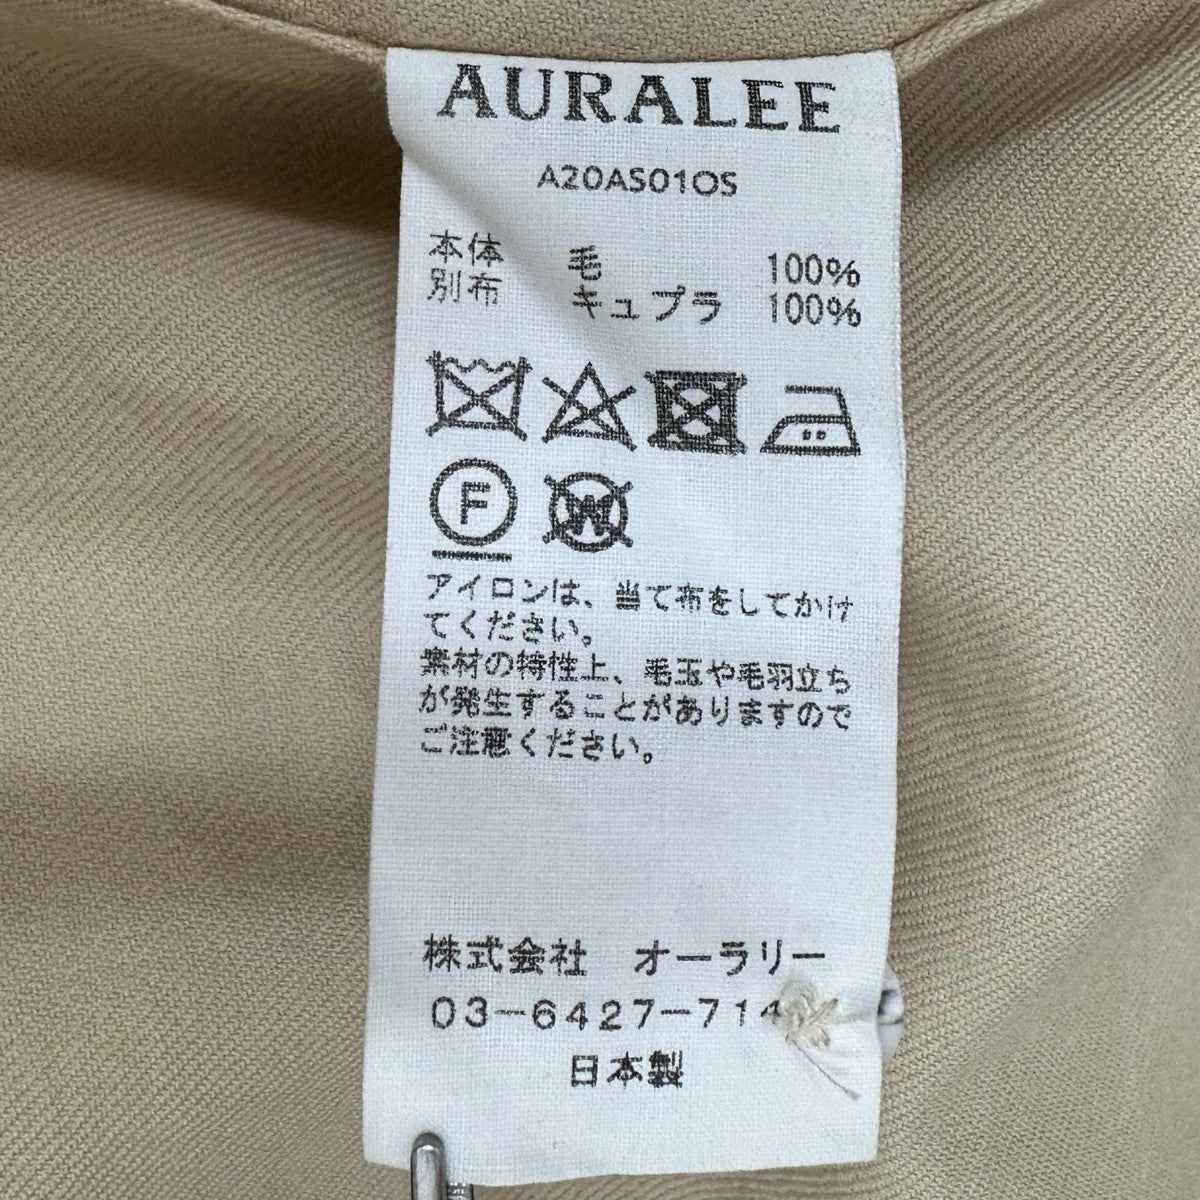 AURALEE
A20AS01OS
本体 毛 100%
別布 キュプラ 100%
F
W
アイロンは、当て布をしてかけ
てください。
素材の特性上、毛玉や毛羽立ち
が発生することがありますので
ご注意ください。
株式会社 オーラリー
03-6427-714
日本製